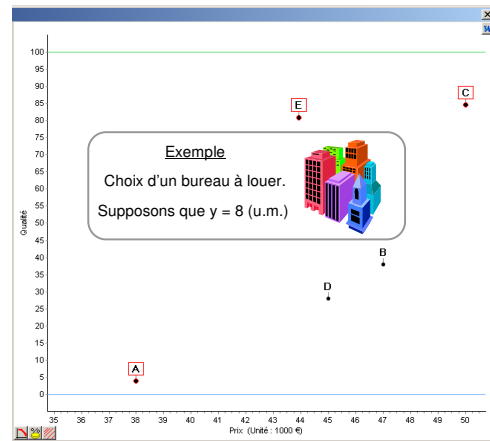 100
95
90
85
80
75
70
65
60
55
50
45
40
35
30
25
20
15
10
5
0
Qualité
E
C
Exemple
Choix d'un bureau à louer.
Supposons que y = 8 (u.m.)
B
D
A
35 36 37 38 39 40 41 42 43 44 45 46 47 48 49 50
Prix (Unité : 1000 €)